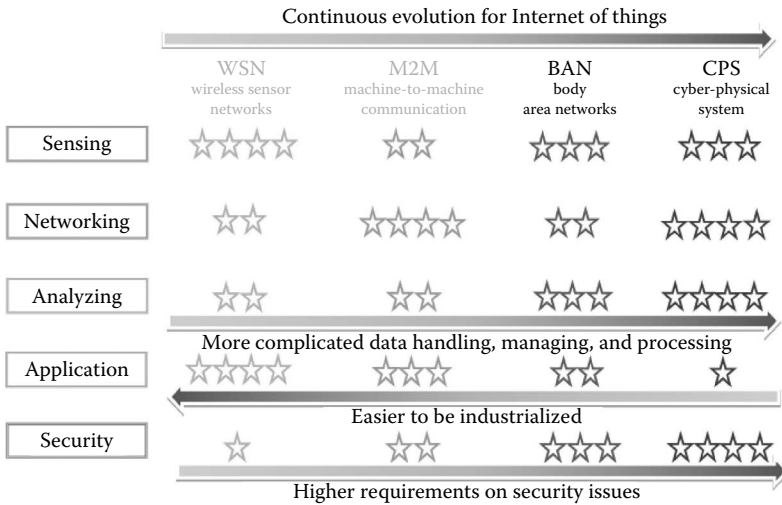 Continuous evolution for Internet of things
WSN M2M BAN CPS
wireless sensor machine-to-machine body cyber-physical
networks communication area networks system
Sensing
Networking
Analyzing
More complicated data handling, managing, and processing
Application
Easier to be industrialized
Security
Higher requirements on security issues